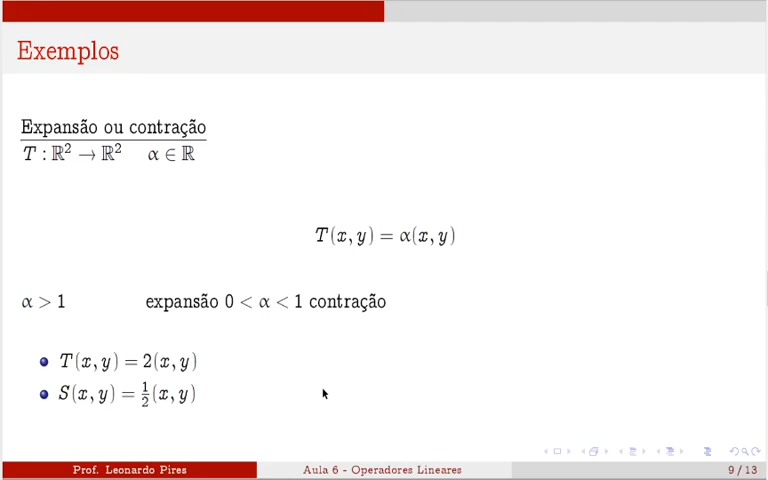 Exemplos
Expansão ou contração
T : ℝ² → ℝ² α ∈ ℝ
T(x, y) = α(x, y)
α > 1 expansão 0 < α < 1 contração
T(x, y) = 2(x, y)
S(x, y) = ½(x, y)
Prof. Leonardo Pires Aula 6 - Operadores Lineares 9 / 13